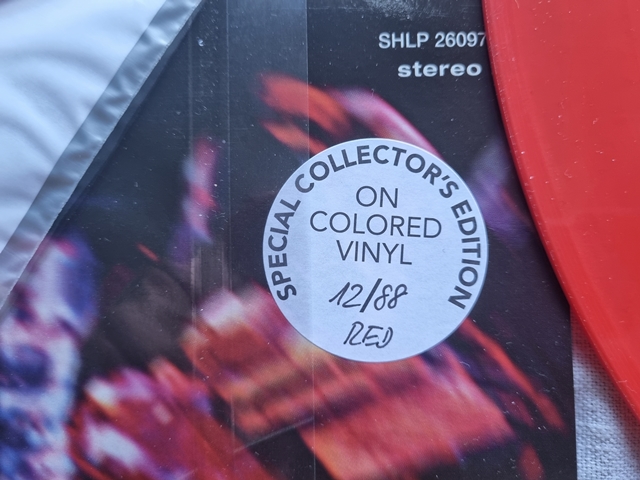 SHLP 26097
stereo
SPECIAL COLLECTOR'S EDITION
ON
COLORED
VINYL
12/88
RED